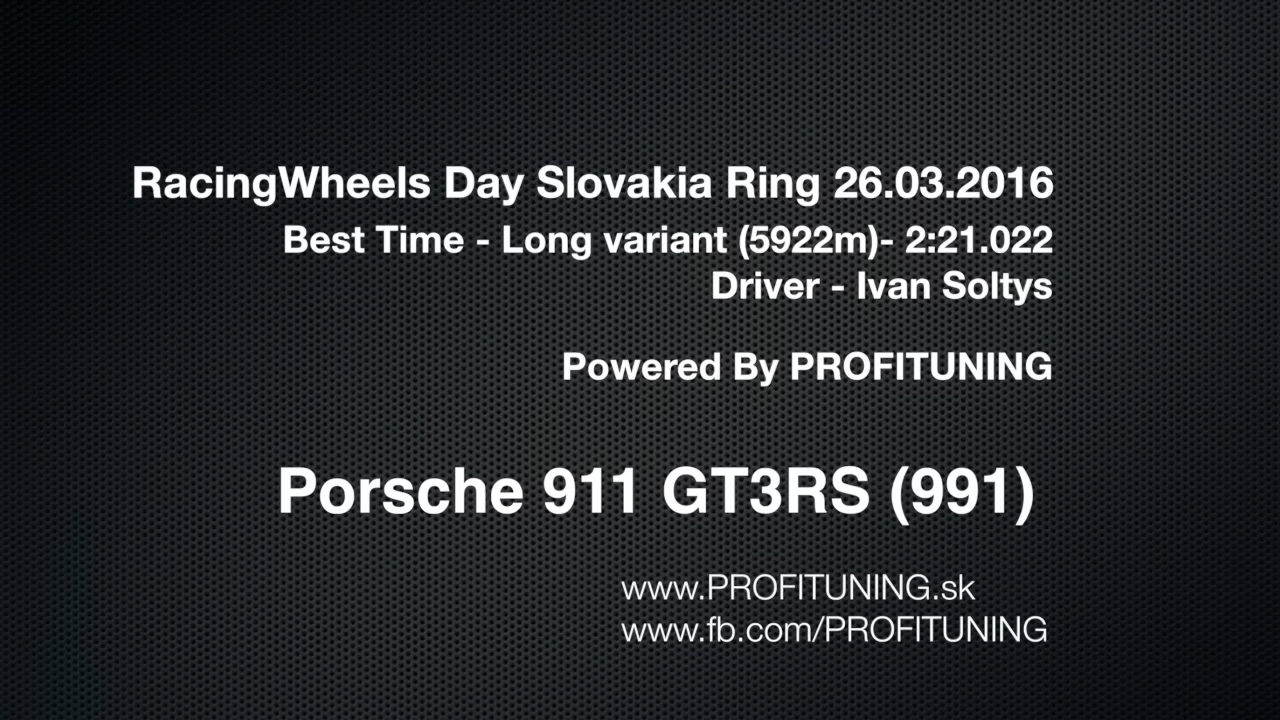 RacingWheels Day Slovakia Ring 26.03.2016
Best Time - Long variant (5922m)- 2:21.022
Driver - Ivan Soltys
Powered By PROFITUNING
Porsche 911 GT3RS (991)
www.PROFITUNING.sk
www.fb.com/PROFITUNING